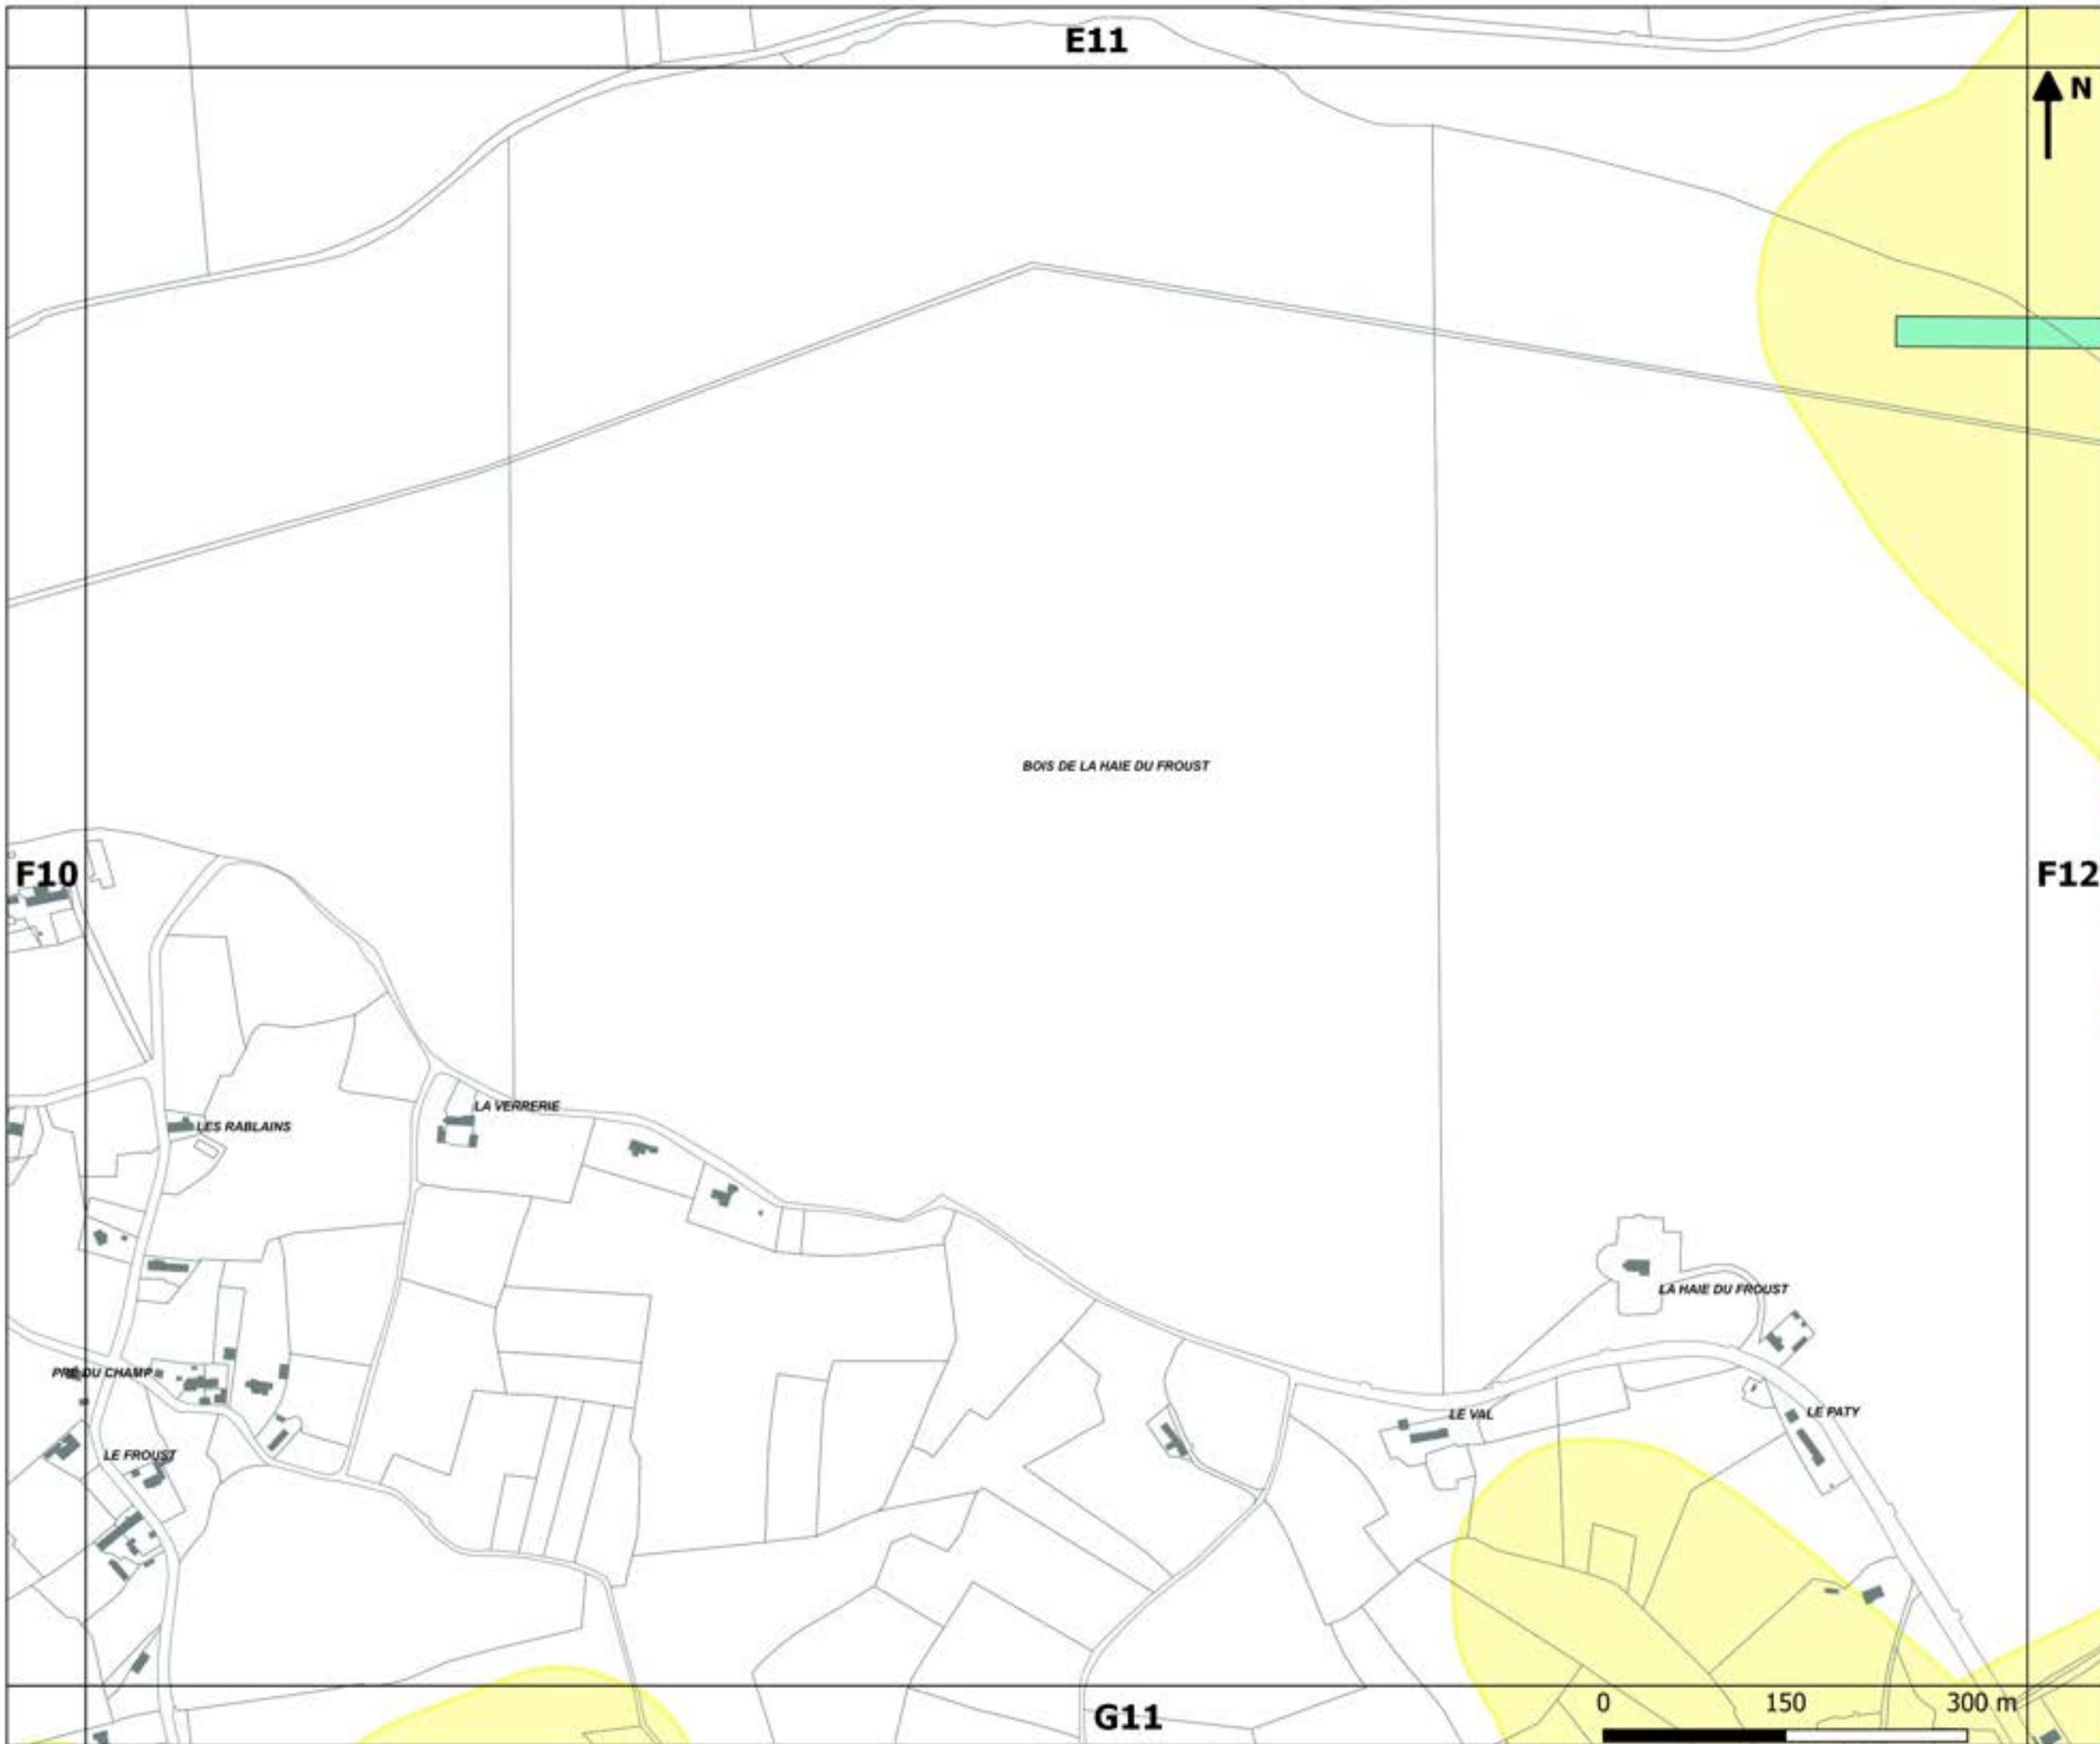 E11
N
BOIS DE LA HAIE DU FROUST
F10
F12
LA VERRERIE
LES RABLAINS
LA HAIE DU FROUST
PRÉ DU CHAMP
LE VAL
LE PATY
LE FROUST
0 150 300 m
G11